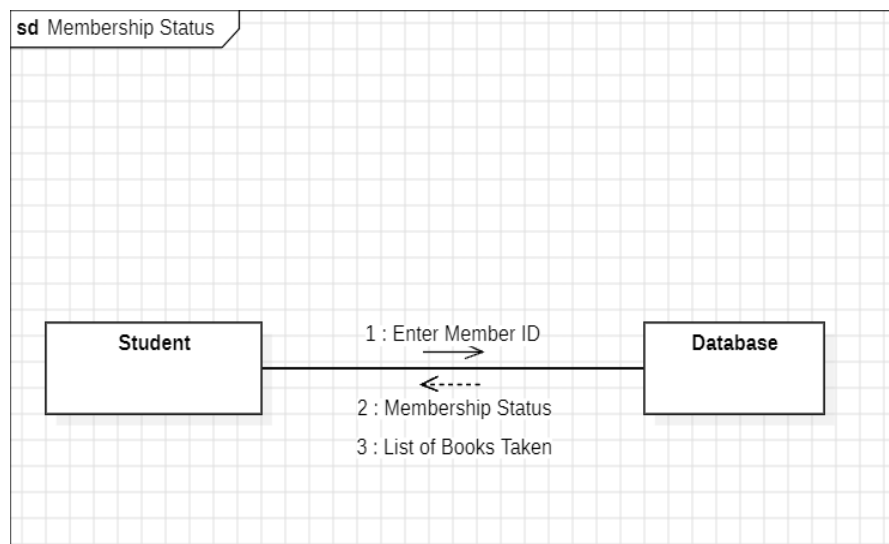 sd Membership Status
1 : Enter Member ID
Student
Database
2 : Membership Status
3 : List of Books Taken